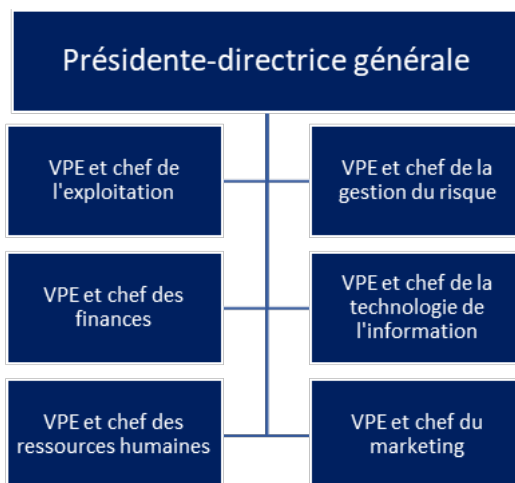 Présidente-directrice générale
VPE et chef de
l'exploitation
VPE et chef de la
gestion du risque
VPE et chef des
finances
VPE et chef de la
technologie de
l'information
VPE et chef des
ressources humaines
VPE et chef du
marketing